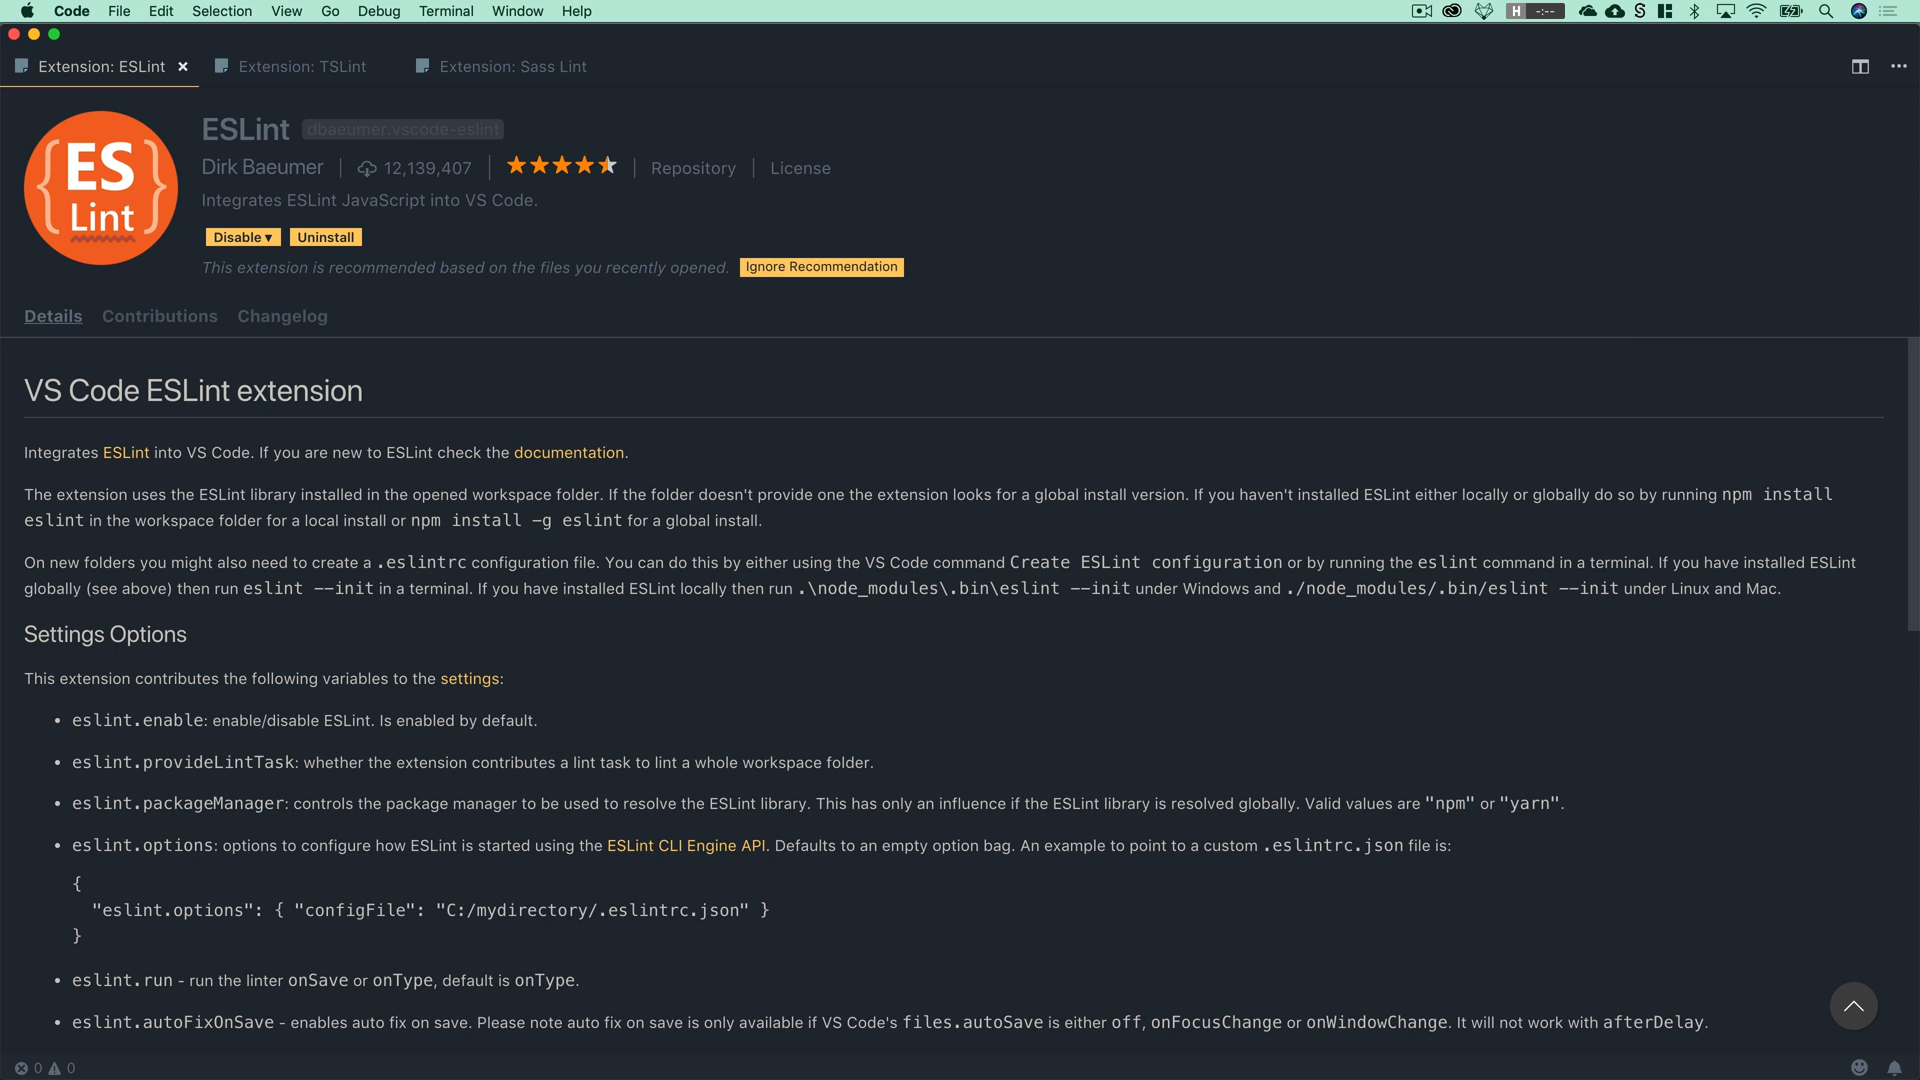 Code File Edit Selection View Go Debug Terminal Window Help
H -:--
Extension: ESLint Extension: TSLint Extension: Sass Lint
ES
Lint
ESLint dbaeumer.vscode-eslint
Dirk Baeumer 12,139,407 Repository License
Integrates ESLint JavaScript into VS Code.
Disable Uninstall
This extension is recommended based on the files you recently opened. Ignore Recommendation
Details Contributions Changelog
VS Code ESLint extension
Integrates ESLint into VS Code. If you are new to ESLint check the documentation.
The extension uses the ESLint library installed in the opened workspace folder. If the folder doesn't provide one the extension looks for a global install version. If you haven't installed ESLint either locally or globally do so by running npm install
eslint in the workspace folder for a local install or npm install -g eslint for a global install.
On new folders you might also need to create a .eslintrc configuration file. You can do this by either using the VS Code command Create ESLint configuration or by running the eslint command in a terminal. If you have installed ESLint
globally (see above) then run eslint --init in a terminal. If you have installed ESLint locally then run .\node_modules\.bin\eslint --init under Windows and ./node_modules/.bin/eslint --init under Linux and Mac.
Settings Options
This extension contributes the following variables to the settings:
• eslint.enable: enable/disable ESLint. Is enabled by default.
• eslint.provideLintTask: whether the extension contributes a lint task to lint a whole workspace folder.
• eslint.packageManager: controls the package manager to be used to resolve the ESLint library. This has only an influence if the ESLint library is resolved globally. Valid values are "npm" or "yarn".
• eslint.options: options to configure how ESLint is started using the ESLint CLI Engine API. Defaults to an empty option bag. An example to point to a custom .eslintrc.json file is:
{
"eslint.options": { "configFile": "C:/mydirectory/.eslintrc.json" }
}
• eslint.run - run the linter onSave or onType, default is onType.
• eslint.autoFixOnSave - enables auto fix on save. Please note auto fix on save is only available if VS Code's files.autoSave is either off, onFocusChange or onWindowChange. It will not work with afterDelay.
0 0